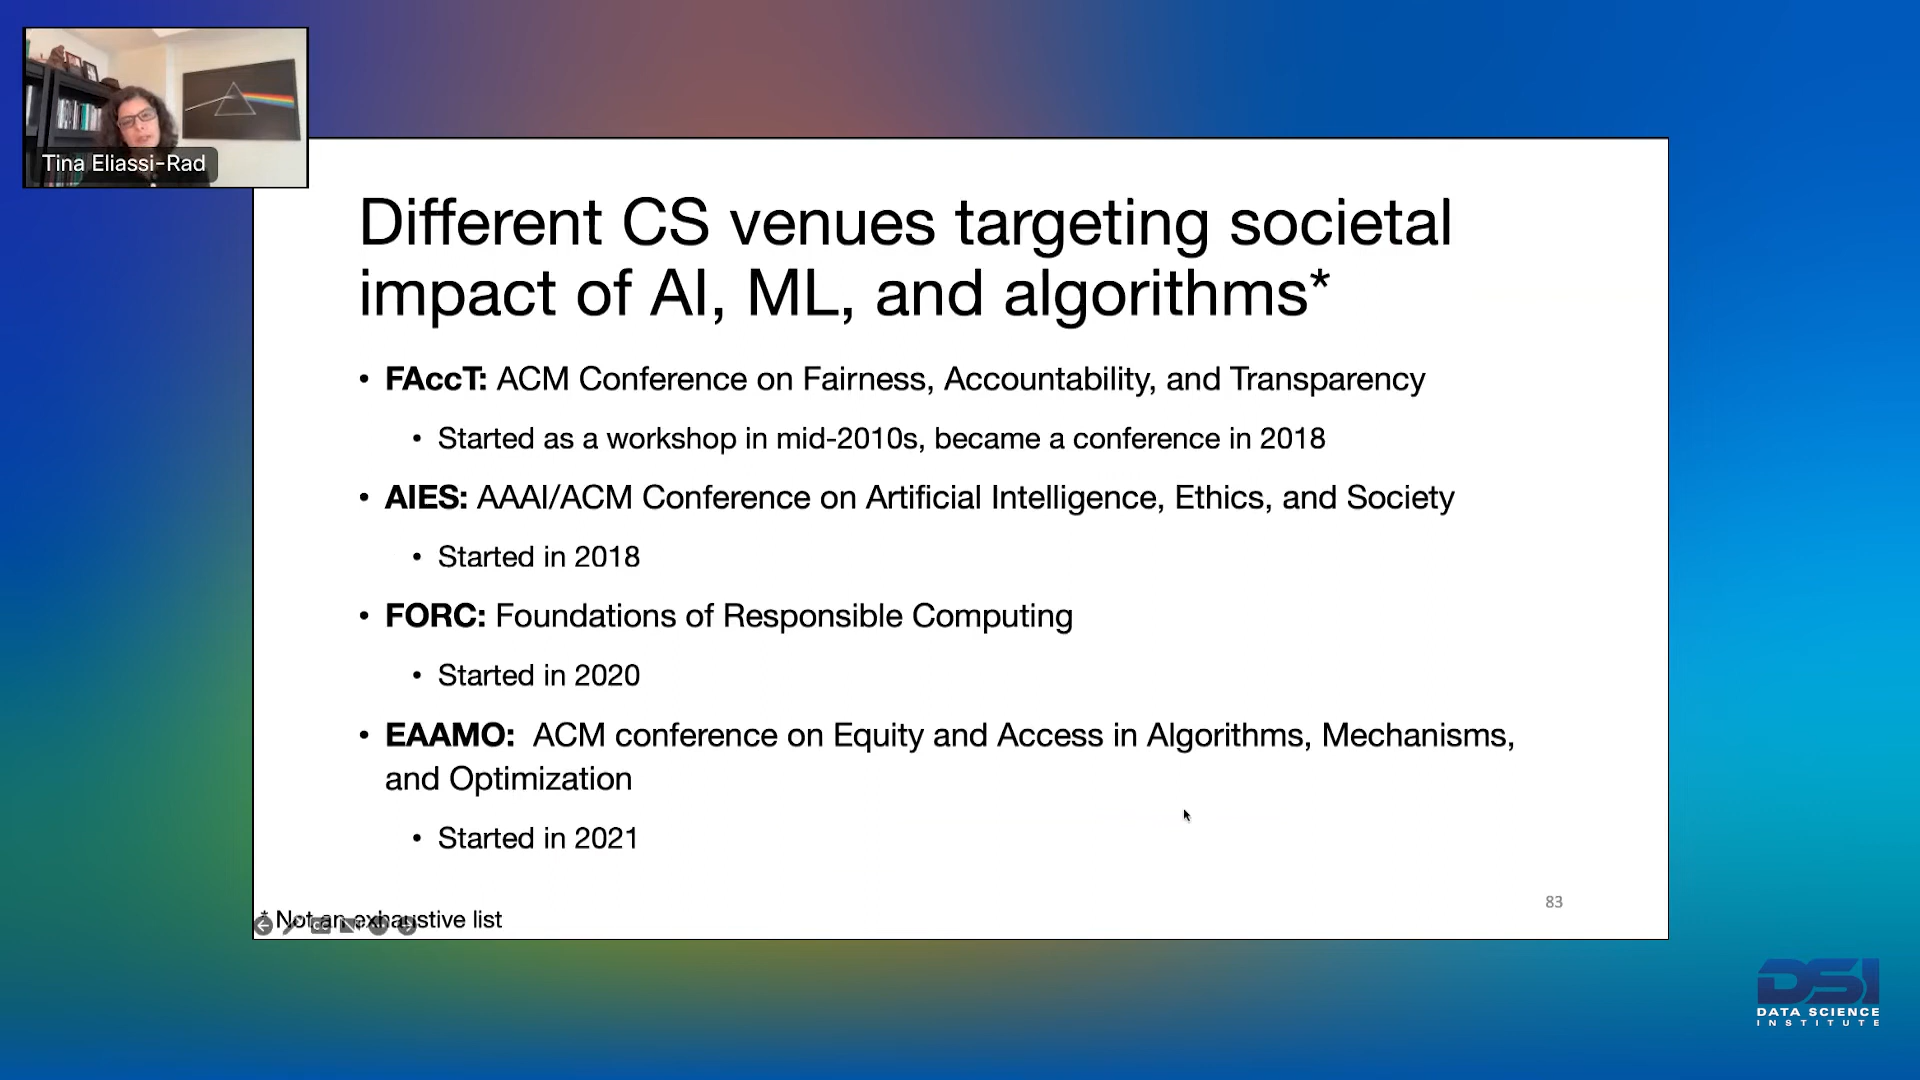 Tina Eliassi-Rad
Different CS venues targeting societal
impact of AI, ML, and algorithms*
• FAccT: ACM Conference on Fairness, Accountability, and Transparency
• Started as a workshop in mid-2010s, became a conference in 2018
• AIES: AAAI/ACM Conference on Artificial Intelligence, Ethics, and Society
• Started in 2018
• FORC: Foundations of Responsible Computing
• Started in 2020
• EAAMO: ACM conference on Equity and Access in Algorithms, Mechanisms,
and Optimization
• Started in 2021
83
* Not an exhaustive list
DSI
DATA SCIENCE
INSTITUTE